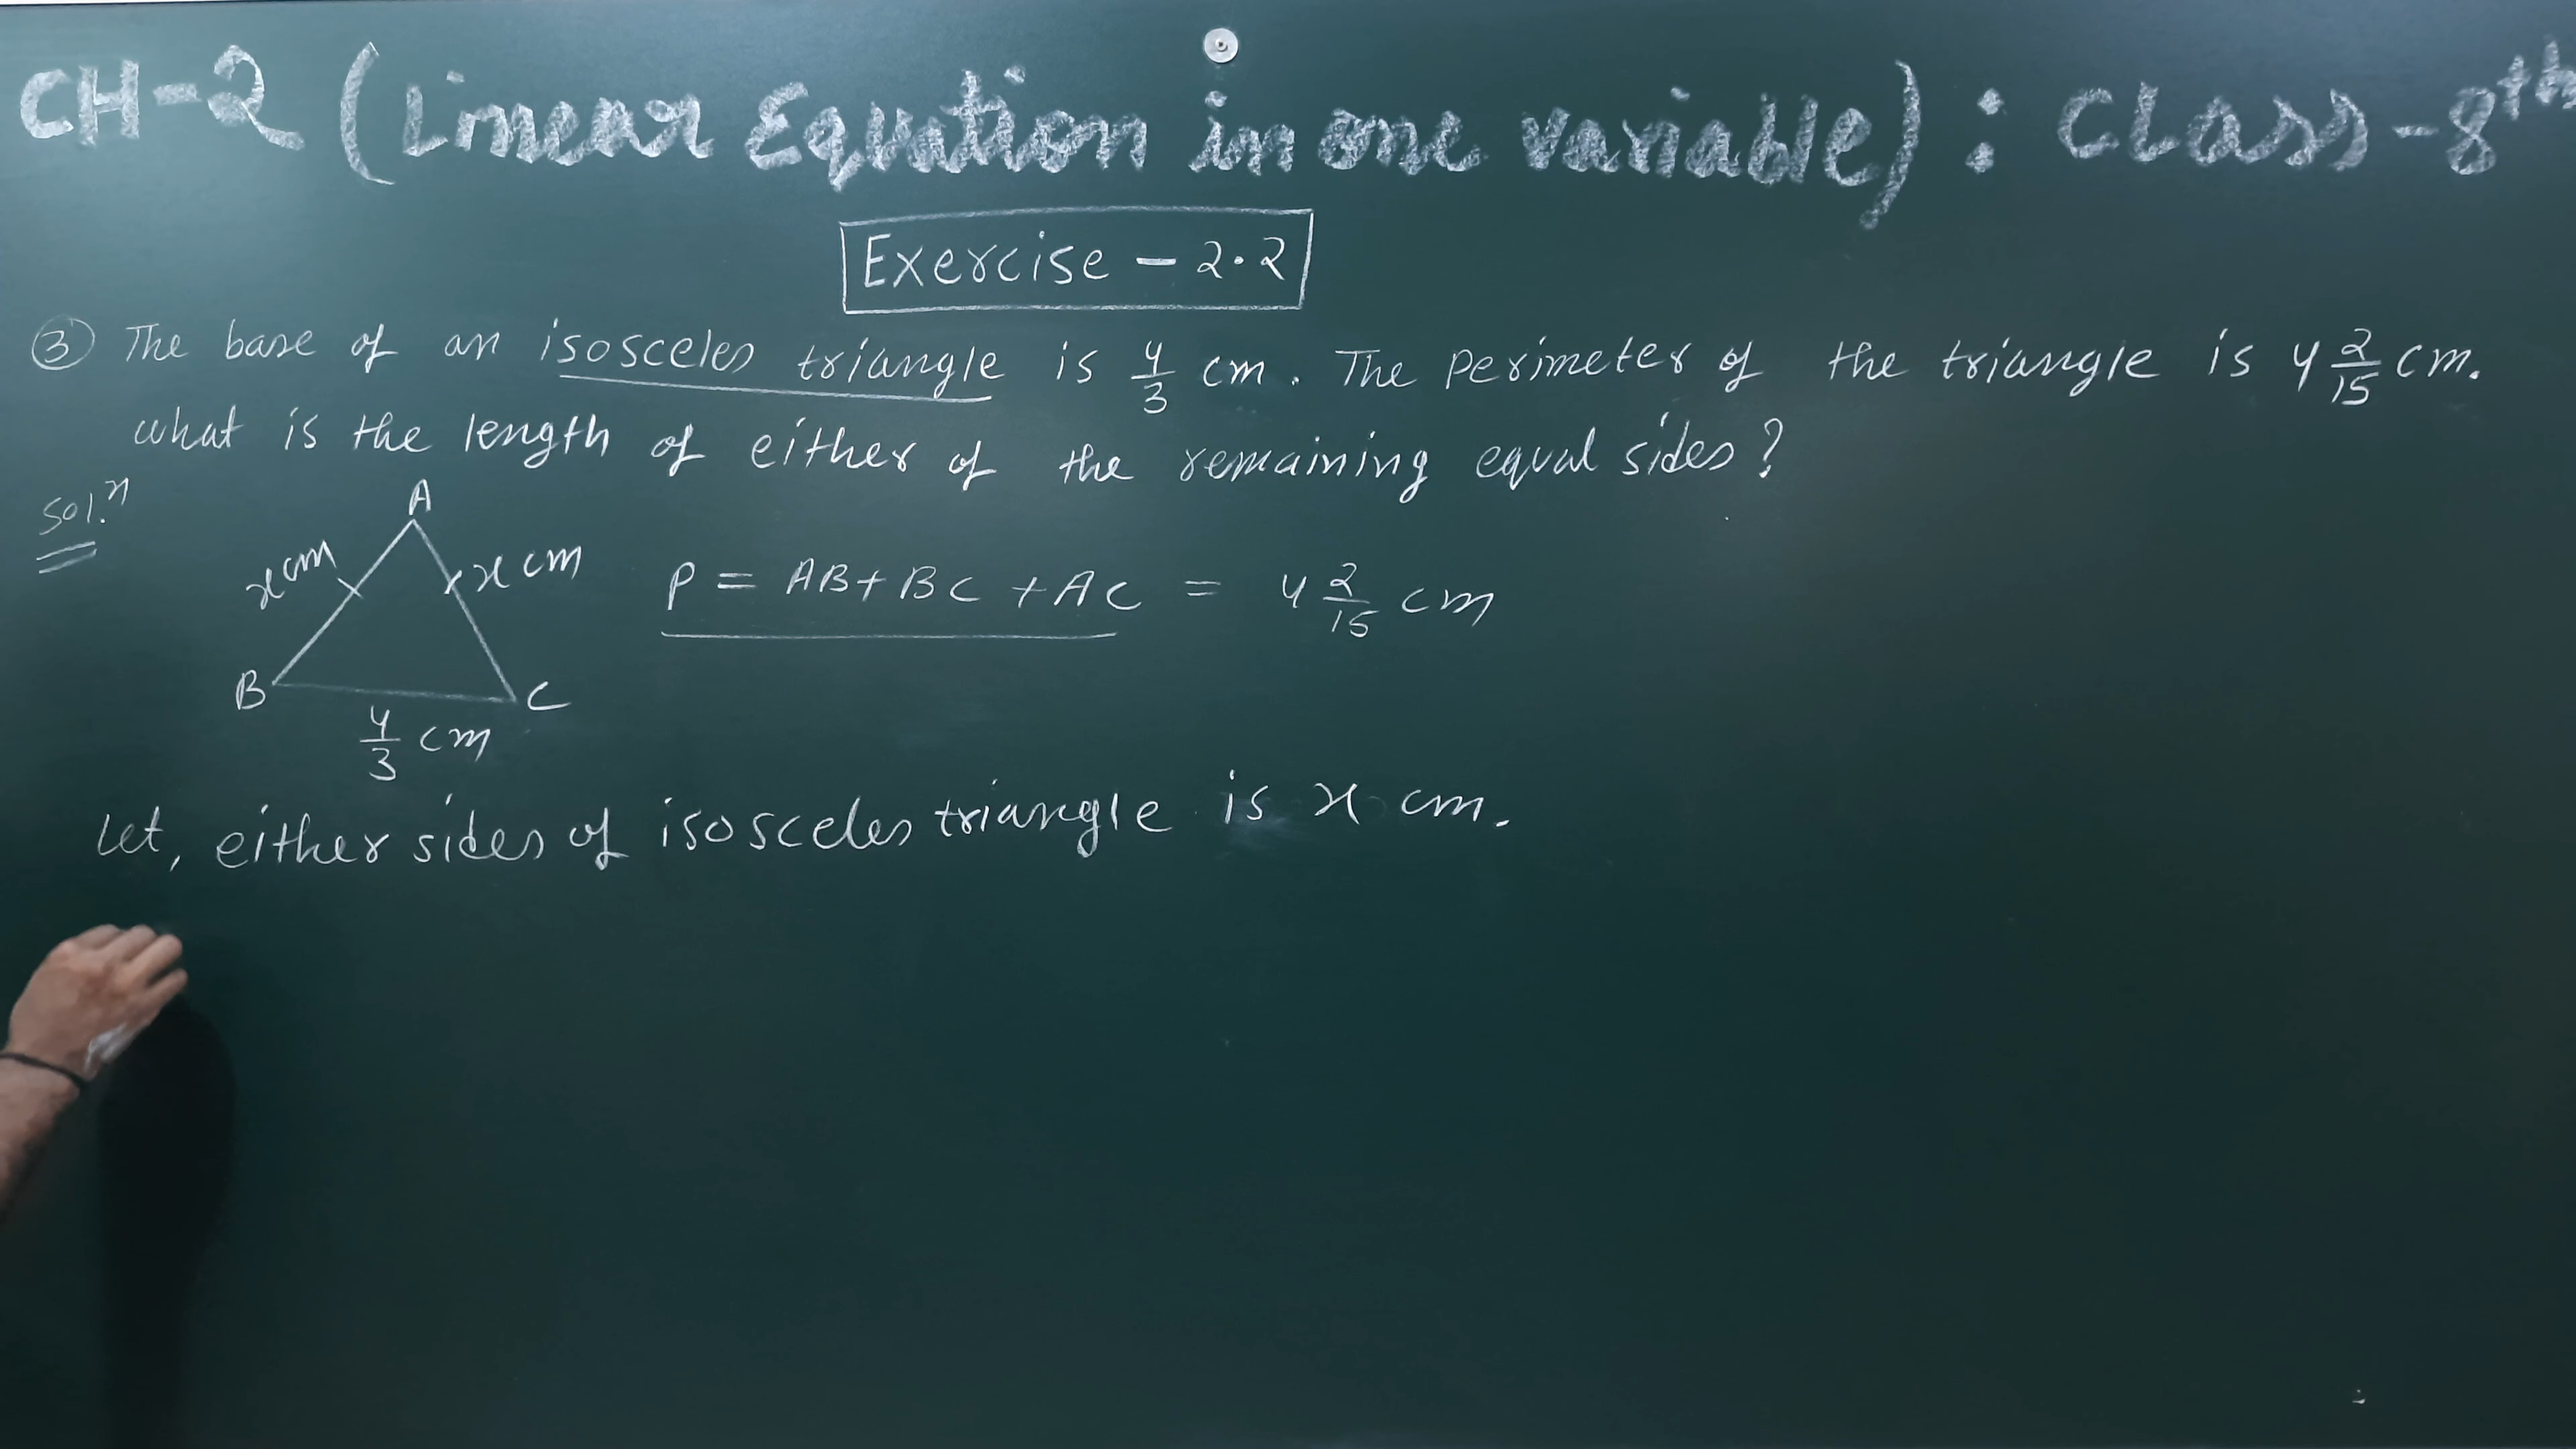 CH-2 (Linear Equation in one variable) : Class-8th
Exercise - 2.2
③ The base of an isosceles triangle is 4/3 cm. The Perimeter of the triangle is 4 2/15 cm.
what is the length of either of the remaining equal sides?
Sol.n
A
x cm
x cm
P = AB + BC + AC = 4 2/15 cm
B
C
4/3 cm
Let, either sides of isosceles triangle is x cm.